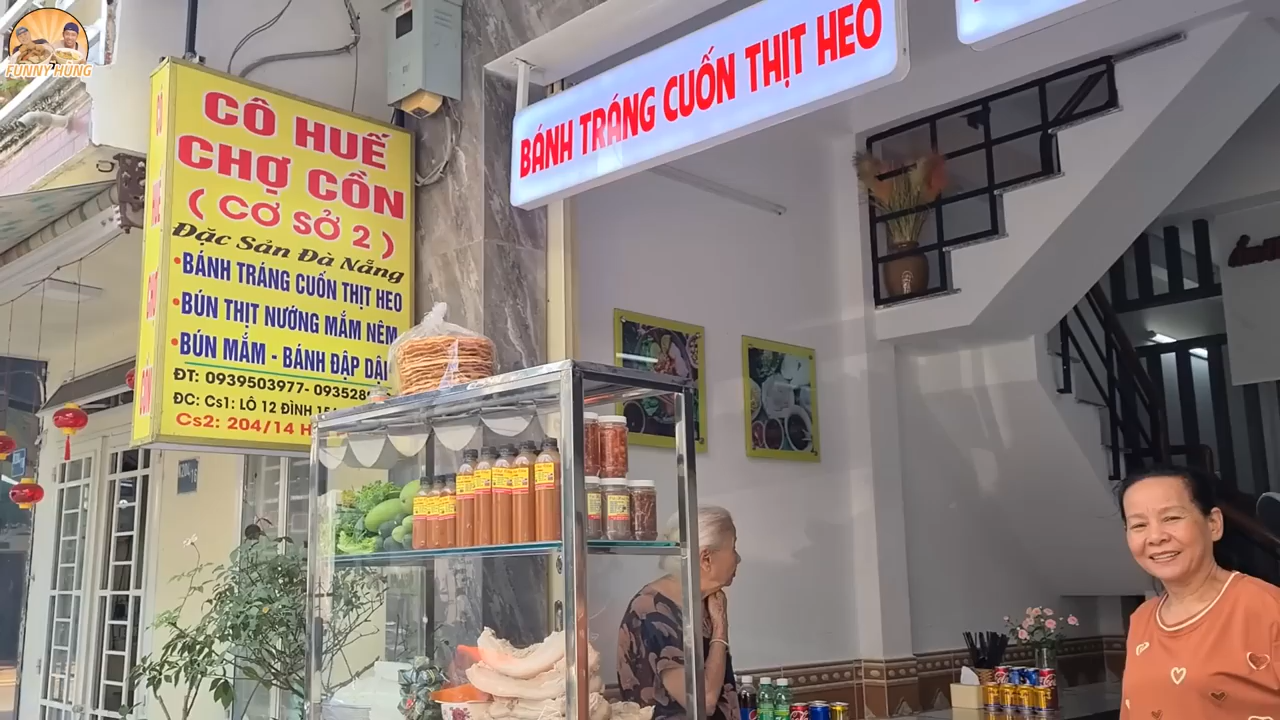 FUNNY HÙNG
CÔ HUẾ
CHỢ CỒN
( CƠ SỞ 2 )
Đặc Sản Đà Nẵng
•BÁNH TRÁNG CUỐN THỊT HEO
•BÚN THỊT NƯỚNG MẮM NÊM
•BÚN MẮM - BÁNH ĐẬP
ĐT: 0939503977-
ĐC: Cs1: LÔ 12 ĐÌNH
Cs2: 204/14
BÁNH TRÁNG CUỐN THỊT HEO